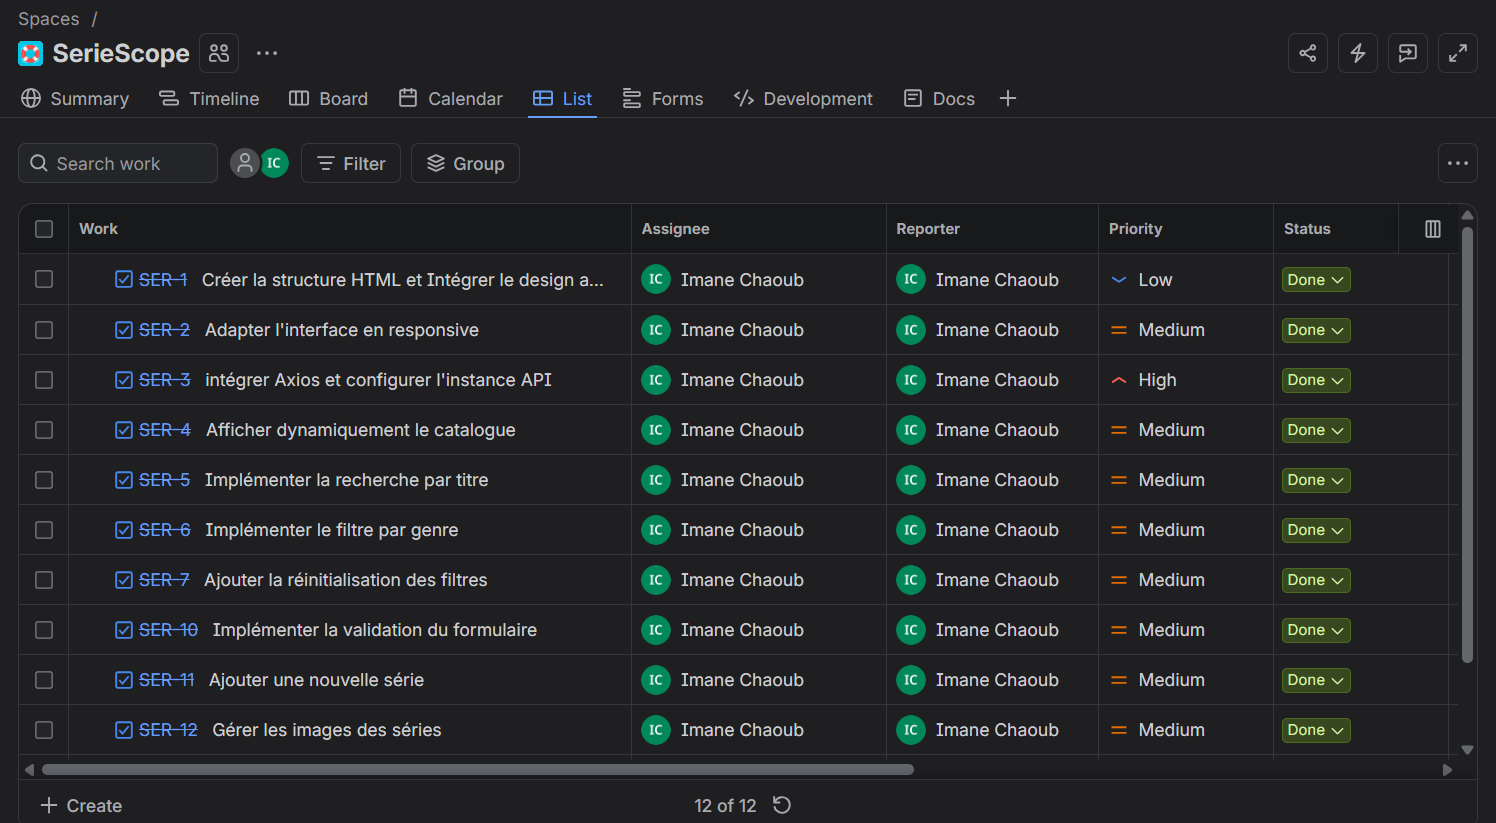 Spaces /
SerieScope
Summary Timeline Board Calendar List Forms Development Docs
Search work IC Filter Group
Work Assignee Reporter Priority Status
SER-1 Créer la structure HTML et Intégrer le design a... IC Imane Chaoub IC Imane Chaoub Low Done
SER-2 Adapter l'interface en responsive IC Imane Chaoub IC Imane Chaoub Medium Done
SER-3 intégrer Axios et configurer l'instance API IC Imane Chaoub IC Imane Chaoub High Done
SER-4 Afficher dynamiquement le catalogue IC Imane Chaoub IC Imane Chaoub Medium Done
SER-5 Implémenter la recherche par titre IC Imane Chaoub IC Imane Chaoub Medium Done
SER-6 Implémenter le filtre par genre IC Imane Chaoub IC Imane Chaoub Medium Done
SER-7 Ajouter la réinitialisation des filtres IC Imane Chaoub IC Imane Chaoub Medium Done
SER-10 Implémenter la validation du formulaire IC Imane Chaoub IC Imane Chaoub Medium Done
SER-11 Ajouter une nouvelle série IC Imane Chaoub IC Imane Chaoub Medium Done
SER-12 Gérer les images des séries IC Imane Chaoub IC Imane Chaoub Medium Done
Create 12 of 12